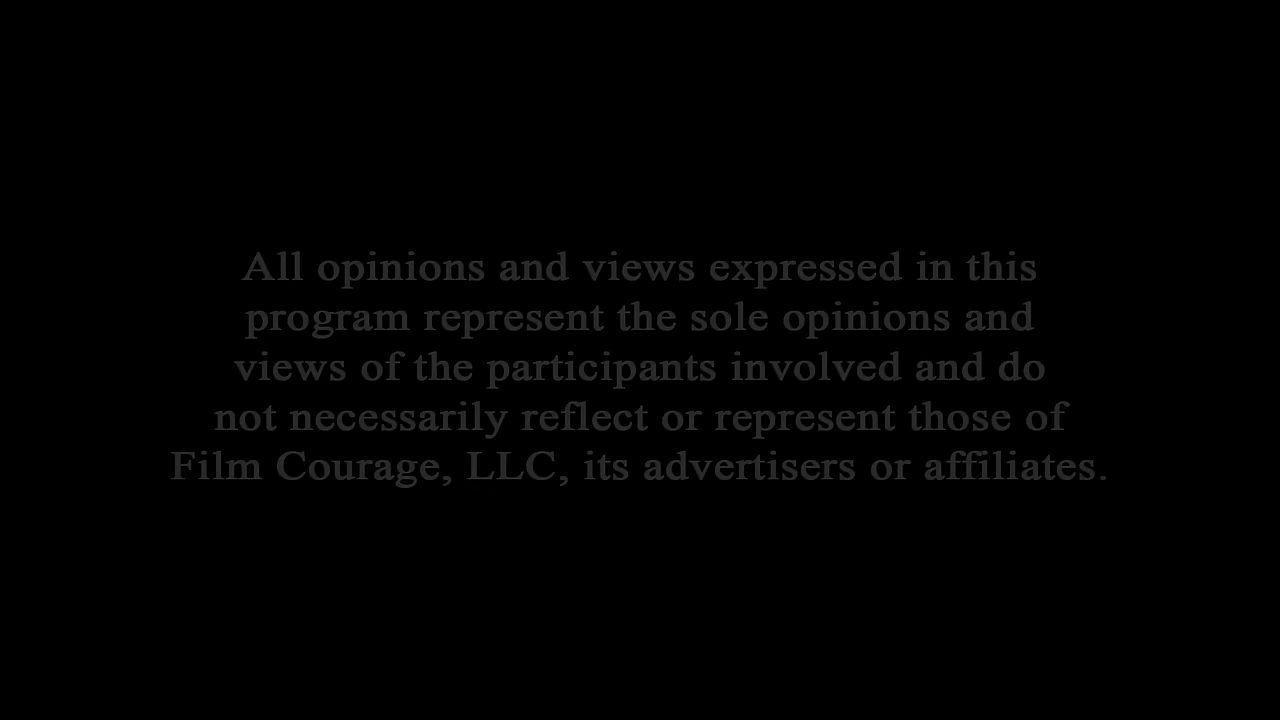 All opinions and views expressed in this
program represent the sole opinions and
views of the participants involved and do
not necessarily reflect or represent those of
Film Courage, LLC, its advertisers or affiliates.